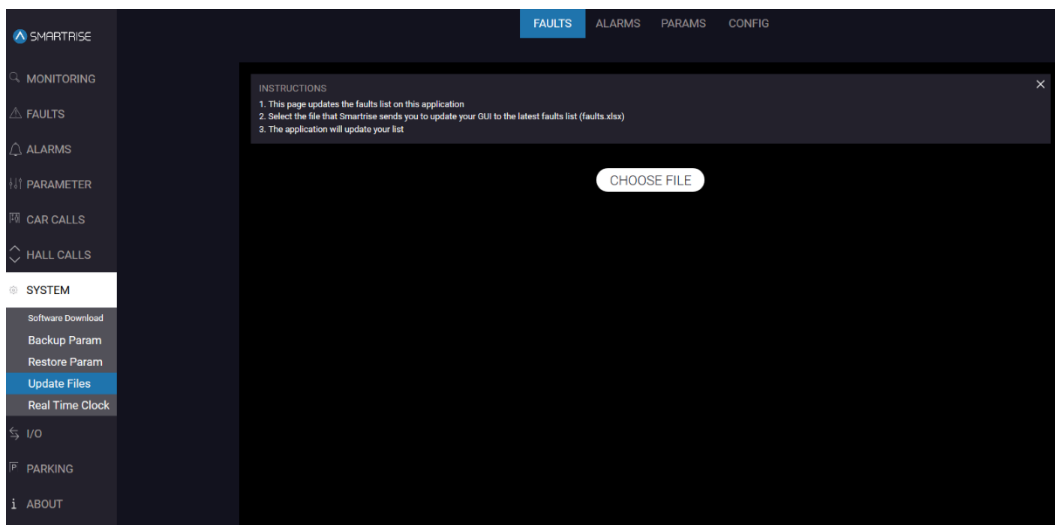 SMARTRISE
FAULTS ALARMS PARAMS CONFIG
MONITORING
FAULTS
ALARMS
PARAMETER
CAR CALLS
HALL CALLS
SYSTEM
Software Download
Backup Param
Restore Param
Update Files
Real Time Clock
I/O
PARKING
ABOUT
INSTRUCTIONS
1. This page updates the faults list on this application
2. Select the file that Smartrise sends you to update your GUI to the latest faults list (faults.xlsx)
3. The application will update your list
CHOOSE FILE